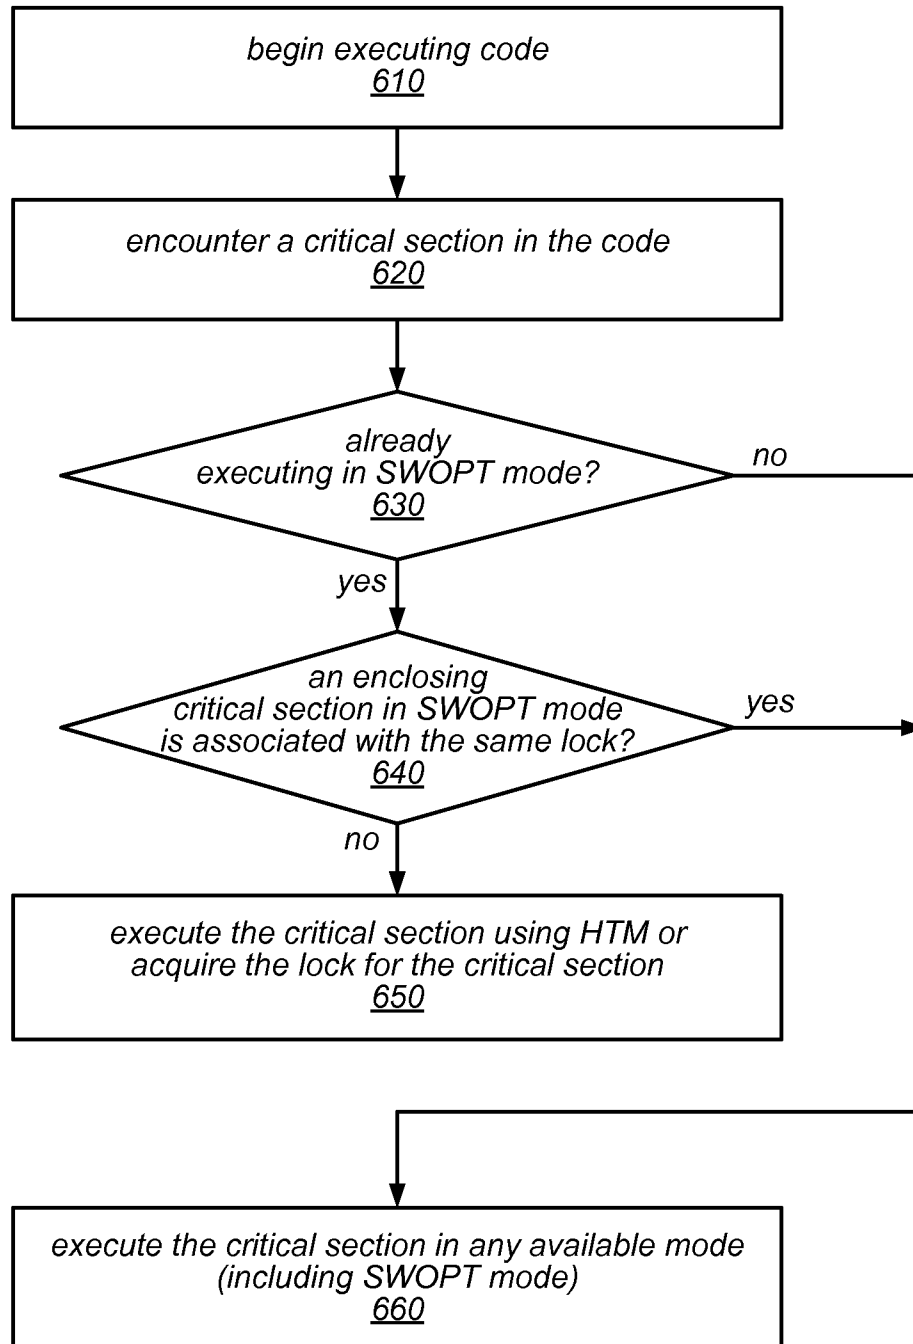 begin executing code
610
encounter a critical section in the code
620
already
executing in SWOPT mode?
630
no
yes
an enclosing
critical section in SWOPT mode
is associated with the same lock?
640
yes
no
execute the critical section using HTM or
acquire the lock for the critical section
650
execute the critical section in any available mode
(including SWOPT mode)
660